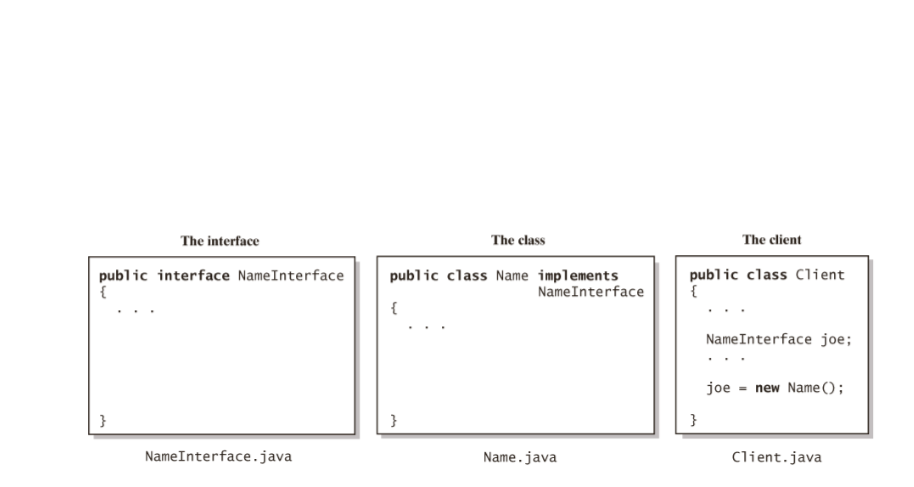 The interface
public interface NameInterface
{
. . .
}
NameInterface.java
The class
public class Name implements
NameInterface
{
. . .
}
Name.java
The client
public class Client
{
. . .
NameInterface joe;
. . .
joe = new Name();
}
Client.java